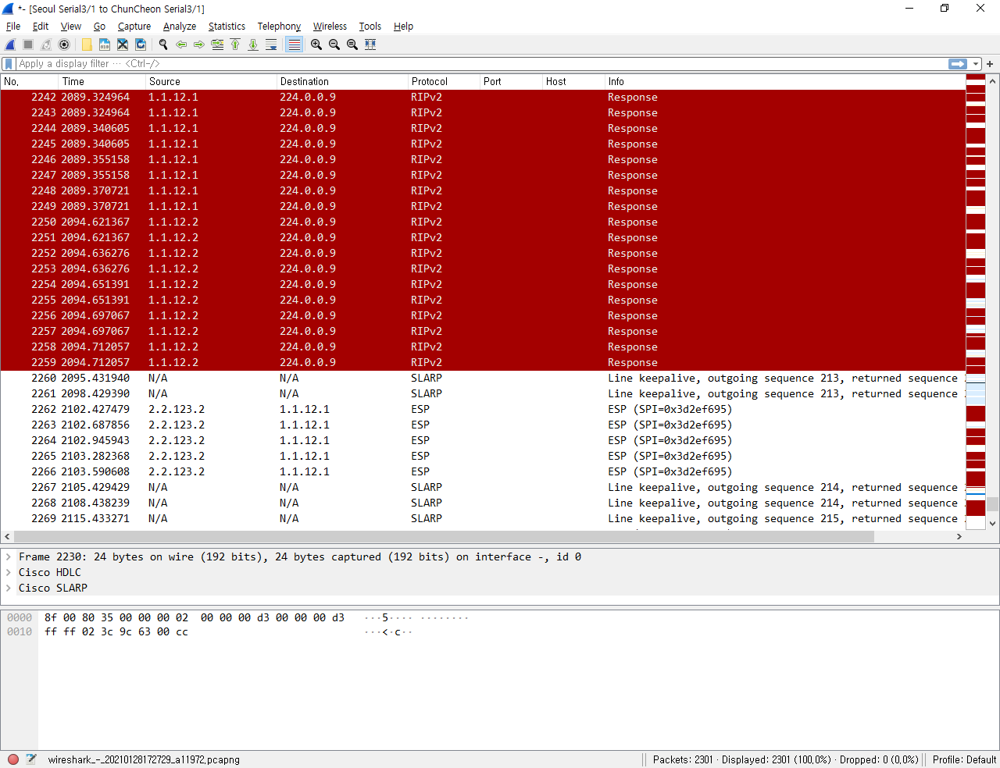 *- [Seoul Serial3/1 to ChunCheon Serial3/1]
File Edit View Go Capture Analyze Statistics Telephony Wireless Tools Help
Apply a display filter ··· <Ctrl-/>
No. Time Source Destination Protocol Port Host Info
2242 2089.324964 1.1.12.1 224.0.0.9 RIPv2 Response
2243 2089.324964 1.1.12.1 224.0.0.9 RIPv2 Response
2244 2089.340605 1.1.12.1 224.0.0.9 RIPv2 Response
2245 2089.340605 1.1.12.1 224.0.0.9 RIPv2 Response
2246 2089.355158 1.1.12.1 224.0.0.9 RIPv2 Response
2247 2089.355158 1.1.12.1 224.0.0.9 RIPv2 Response
2248 2089.370721 1.1.12.1 224.0.0.9 RIPv2 Response
2249 2089.370721 1.1.12.1 224.0.0.9 RIPv2 Response
2250 2094.621367 1.1.12.2 224.0.0.9 RIPv2 Response
2251 2094.621367 1.1.12.2 224.0.0.9 RIPv2 Response
2252 2094.636276 1.1.12.2 224.0.0.9 RIPv2 Response
2253 2094.636276 1.1.12.2 224.0.0.9 RIPv2 Response
2254 2094.651391 1.1.12.2 224.0.0.9 RIPv2 Response
2255 2094.651391 1.1.12.2 224.0.0.9 RIPv2 Response
2256 2094.697067 1.1.12.2 224.0.0.9 RIPv2 Response
2257 2094.697067 1.1.12.2 224.0.0.9 RIPv2 Response
2258 2094.712057 1.1.12.2 224.0.0.9 RIPv2 Response
2259 2094.712057 1.1.12.2 224.0.0.9 RIPv2 Response
2260 2095.431940 N/A N/A SLARP Line keepalive, outgoing sequence 213, returned sequence
2261 2098.429390 N/A N/A SLARP Line keepalive, outgoing sequence 213, returned sequence
2262 2102.427479 2.2.123.2 1.1.12.1 ESP ESP (SPI=0x3d2ef695)
2263 2102.687856 2.2.123.2 1.1.12.1 ESP ESP (SPI=0x3d2ef695)
2264 2102.945943 2.2.123.2 1.1.12.1 ESP ESP (SPI=0x3d2ef695)
2265 2103.282368 2.2.123.2 1.1.12.1 ESP ESP (SPI=0x3d2ef695)
2266 2103.590608 2.2.123.2 1.1.12.1 ESP ESP (SPI=0x3d2ef695)
2267 2105.429429 N/A N/A SLARP Line keepalive, outgoing sequence 214, returned sequence
2268 2108.438239 N/A N/A SLARP Line keepalive, outgoing sequence 214, returned sequence
2269 2115.433271 N/A N/A SLARP Line keepalive, outgoing sequence 215, returned sequence
Frame 2230: 24 bytes on wire (192 bits), 24 bytes captured (192 bits) on interface -, id 0
Cisco HDLC
Cisco SLARP
0000 8f 00 80 35 00 00 00 02 00 00 00 d3 00 00 00 d3 ···5···· ········
0010 ff ff 02 3c 9c 63 00 cc ···<·c··
wireshark_-_20210128172729_a11972.pcapng
Packets: 2301 · Displayed: 2301 (100.0%) · Dropped: 0 (0.0%)
Profile: Default